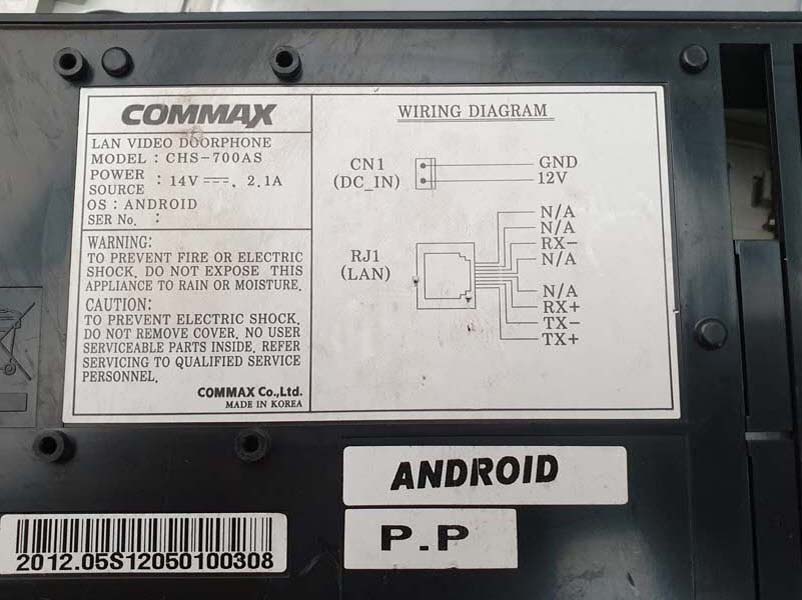 COMMAX
LAN VIDEO DOORPHONE
MODEL : CHS-700AS
POWER SOURCE : 14V ⎓. 2.1A
OS : ANDROID
SER No. :
WARNING:
TO PREVENT FIRE OR ELECTRIC
SHOCK, DO NOT EXPOSE THIS
APPLIANCE TO RAIN OR MOISTURE.
CAUTION:
TO PREVENT ELECTRIC SHOCK,
DO NOT REMOVE COVER, NO USER
SERVICEABLE PARTS INSIDE, REFER
SERVICING TO QUALIFIED SERVICE
PERSONNEL.
COMMAX Co.,Ltd.
MADE IN KOREA
WIRING DIAGRAM
CN1
(DC_IN)
GND
12V
RJ1
(LAN)
N/A
N/A
RX-
N/A
N/A
RX+
TX-
TX+
ANDROID
P.P
2012.05S12050100308